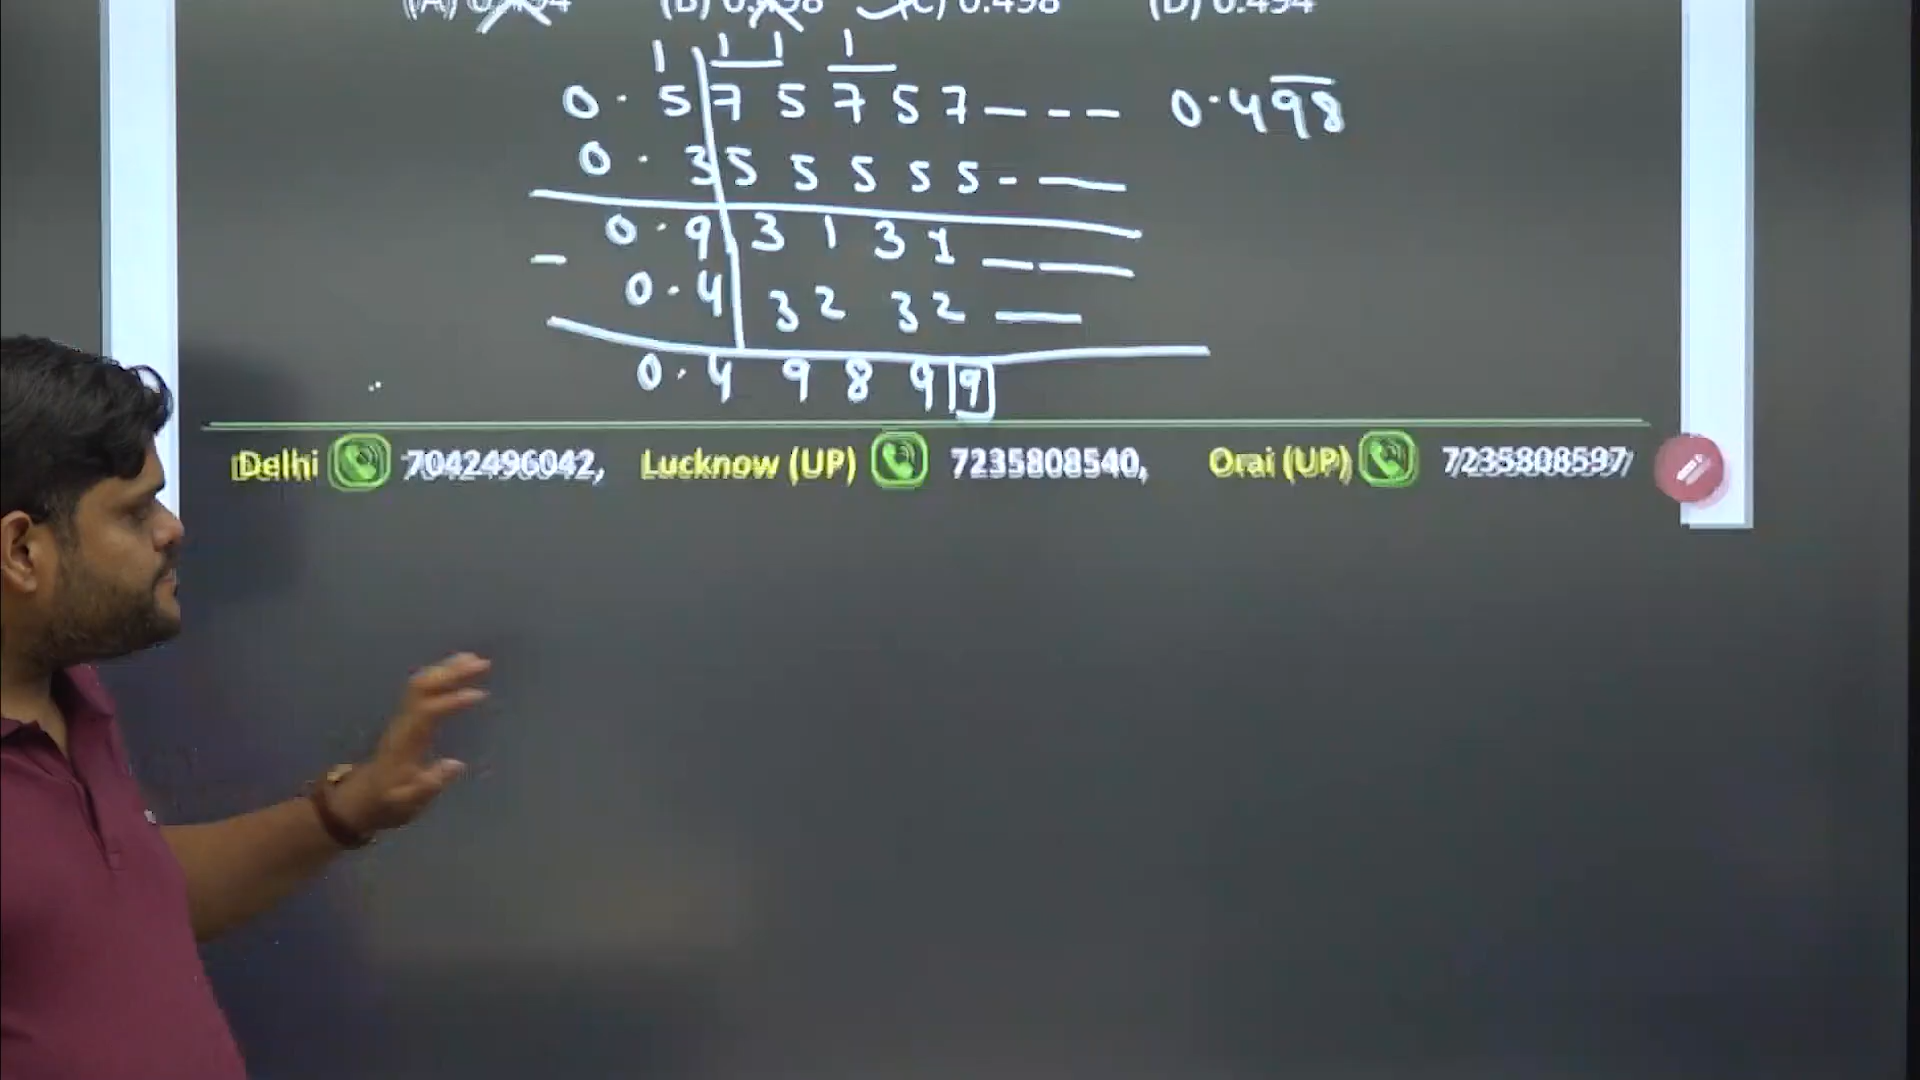 (B) 0.498 (C) 0.498 (D) 0.494
1 1 1 1
0.5 7 5 7 5 7 - - - 0.498
0.3 5 5 5 5 5 - —
0.9 3 1 3 1 — —
- 0.4 3 2 3 2 —
0.4 9 8 9 9
Delhi 7042496042, Lucknow (UP) 7235808540, Orai (UP) 7235808597